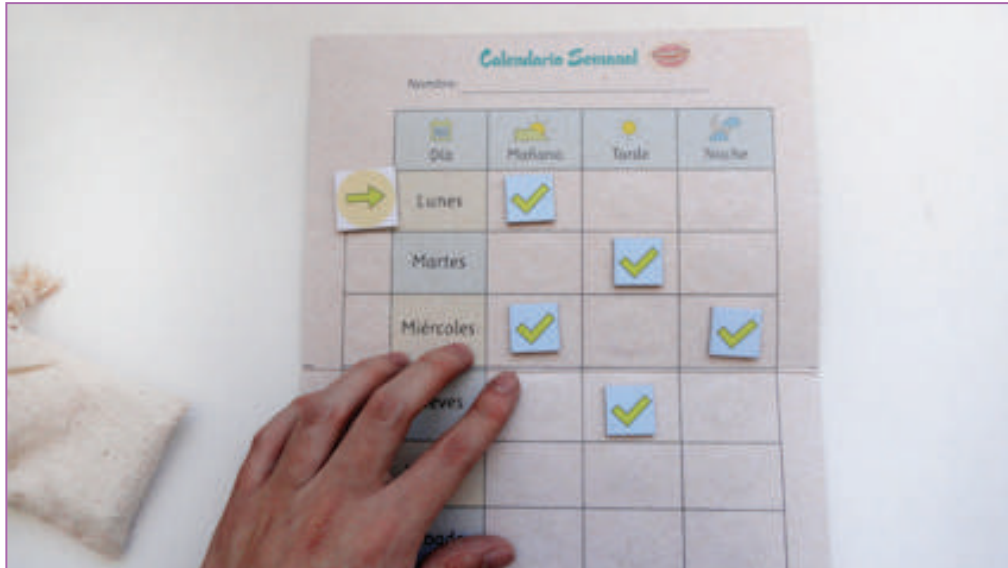 Calendario Semanal
Nombre:
Día Mañana Tarde Noche
Lunes
Martes
Miércoles